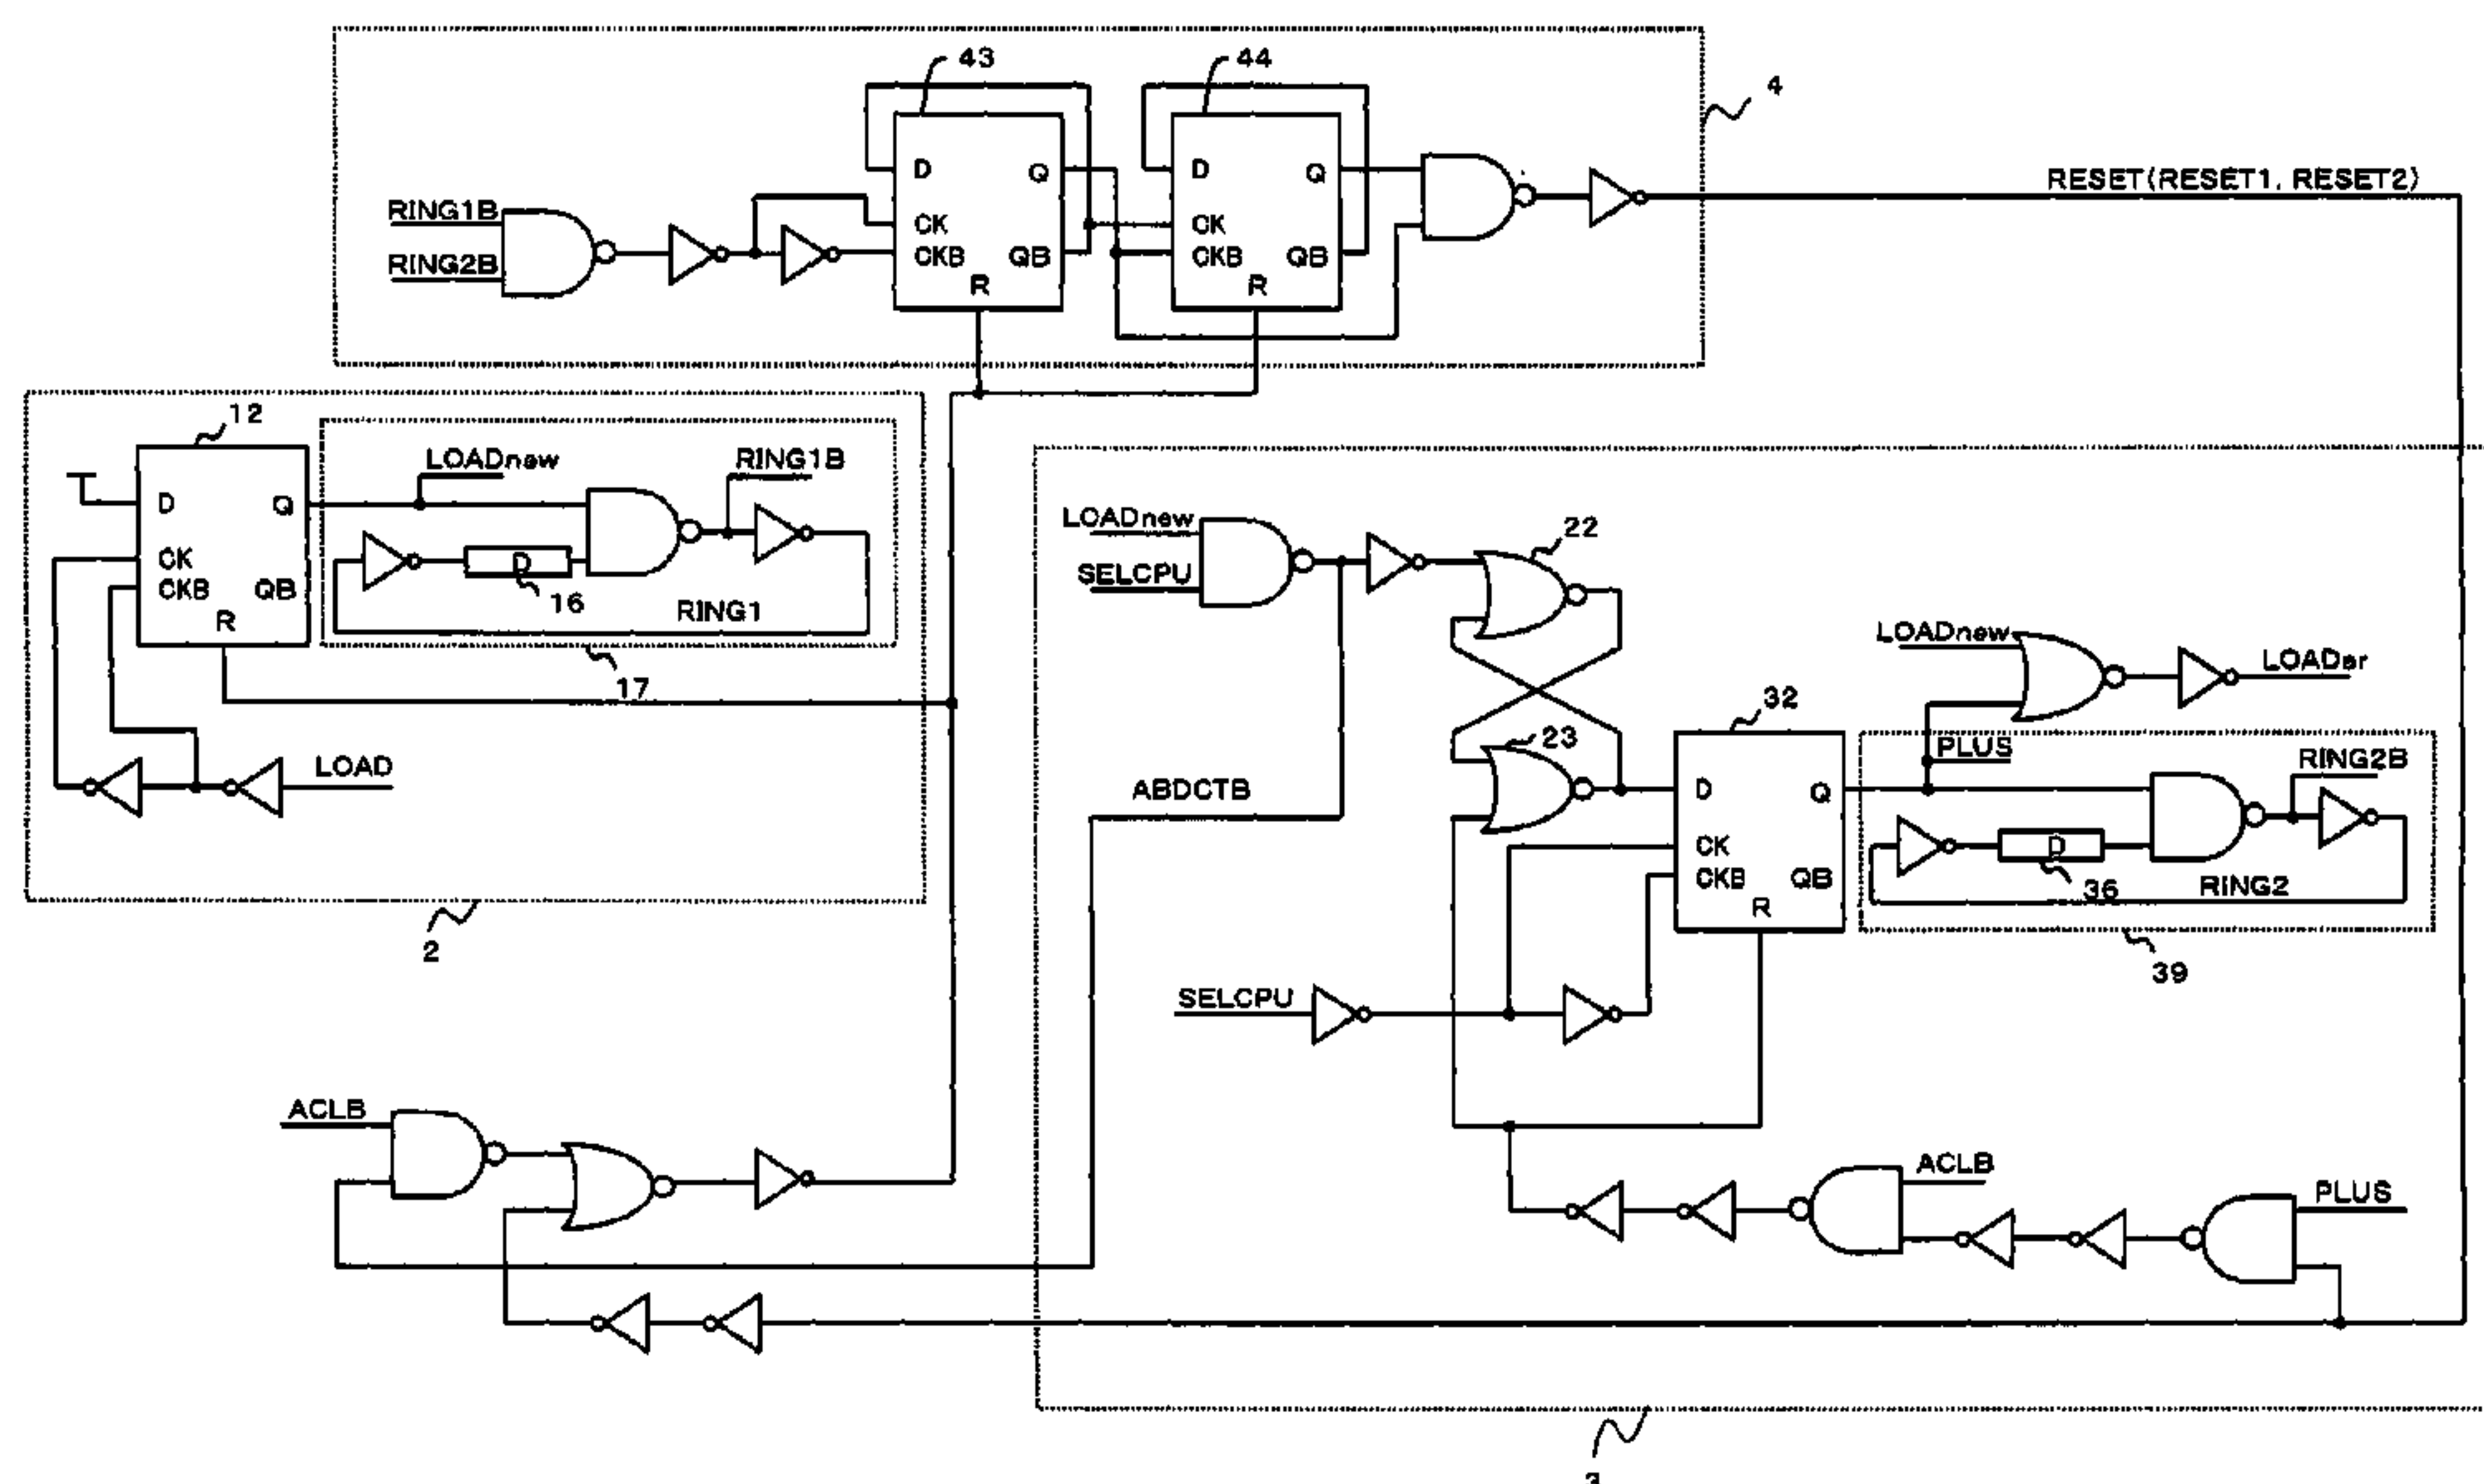 43
44
4
D
Q
D
Q
RESET(RESET1, RESET2)
RING1B
CK
CK
RING2B
CKB
QB
CKB
QB
R
R
12
LOADnew
RING1B
D
Q
LOADnew
22
CK
D
SELCPU
CKB
QB
16
RING1
R
LOADnew
LOADar
17
32
23
PLUS
RING2B
LOAD
ABDCTB
D
Q
CK
D
CKB
QB
36
RING2
R
2
39
SELCPU
ACLB
ACLB
PLUS
3